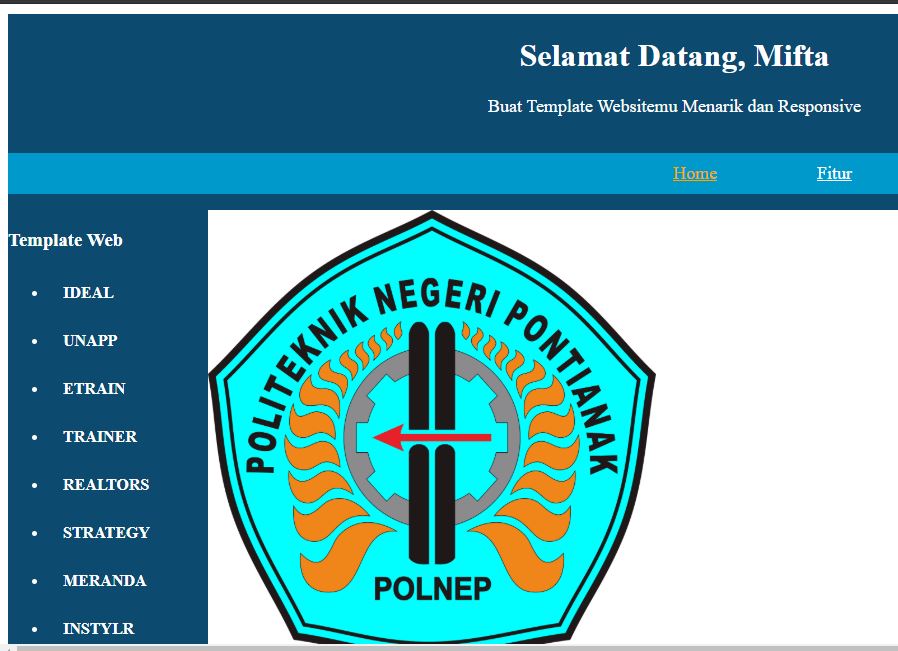 Selamat Datang, Mifta
Buat Template Websitemu Menarik dan Responsive
Home Fitur
Template Web
IDEAL
UNAPP
ETRAIN
TRAINER
REALTORS
STRATEGY
MERANDA
INSTYLR
POLITEKNIK NEGERI PONTIANAK
POLNEP